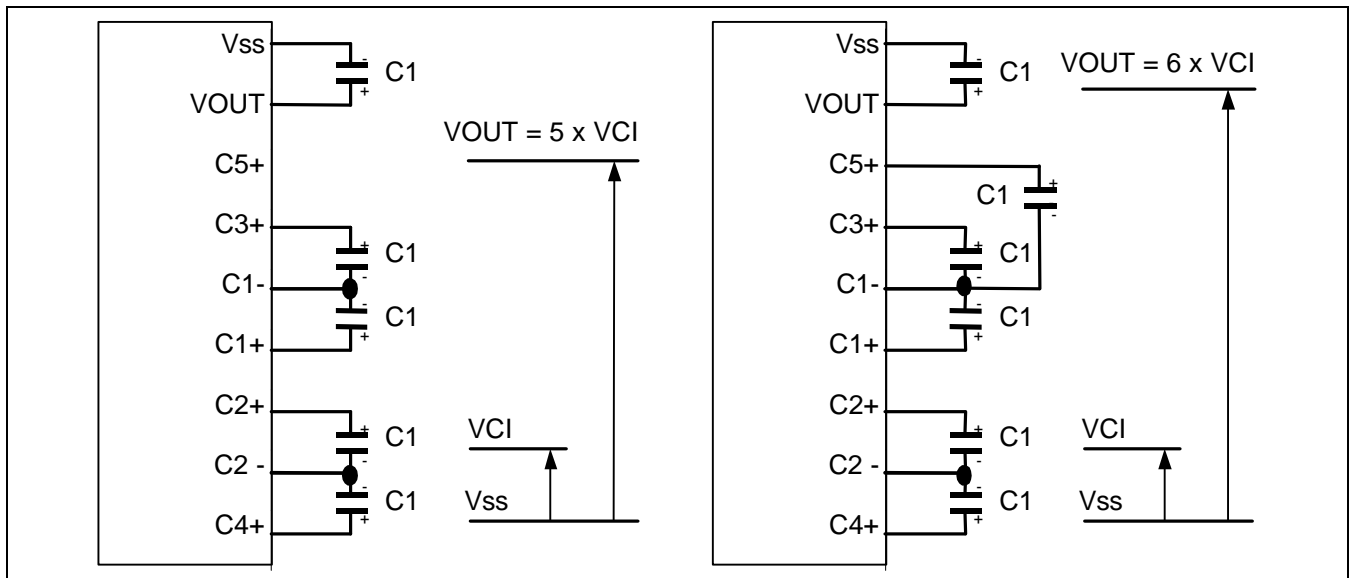 Vss
C1
VOUT
VOUT = 5 x VCI
C5+
C3+
C1
C1-
C1
C1+
C2+
C1
VCI
C2 -
C1
Vss
C4+
- + + - - + + - - +
Vss
C1
VOUT = 6 x VCI
VOUT
C5+
C1
C3+
C1
C1-
C1
C1+
C2+
C1
VCI
C2 -
C1
Vss
C4+
- + + - + - - + + - - +